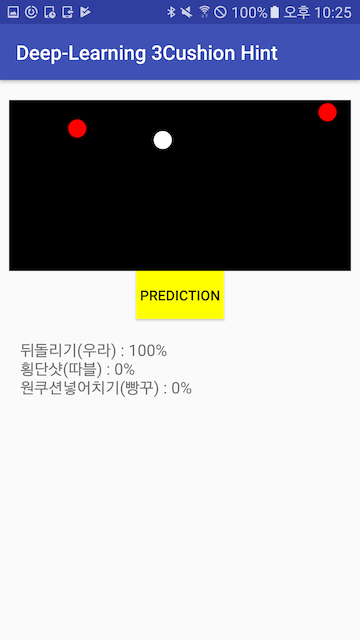 100% 오후 10:25
Deep-Learning 3Cushion Hint
PREDICTION
뒤돌리기(우라) : 100%
횡단샷(따블) : 0%
원쿠션넣어치기(빵꾸) : 0%